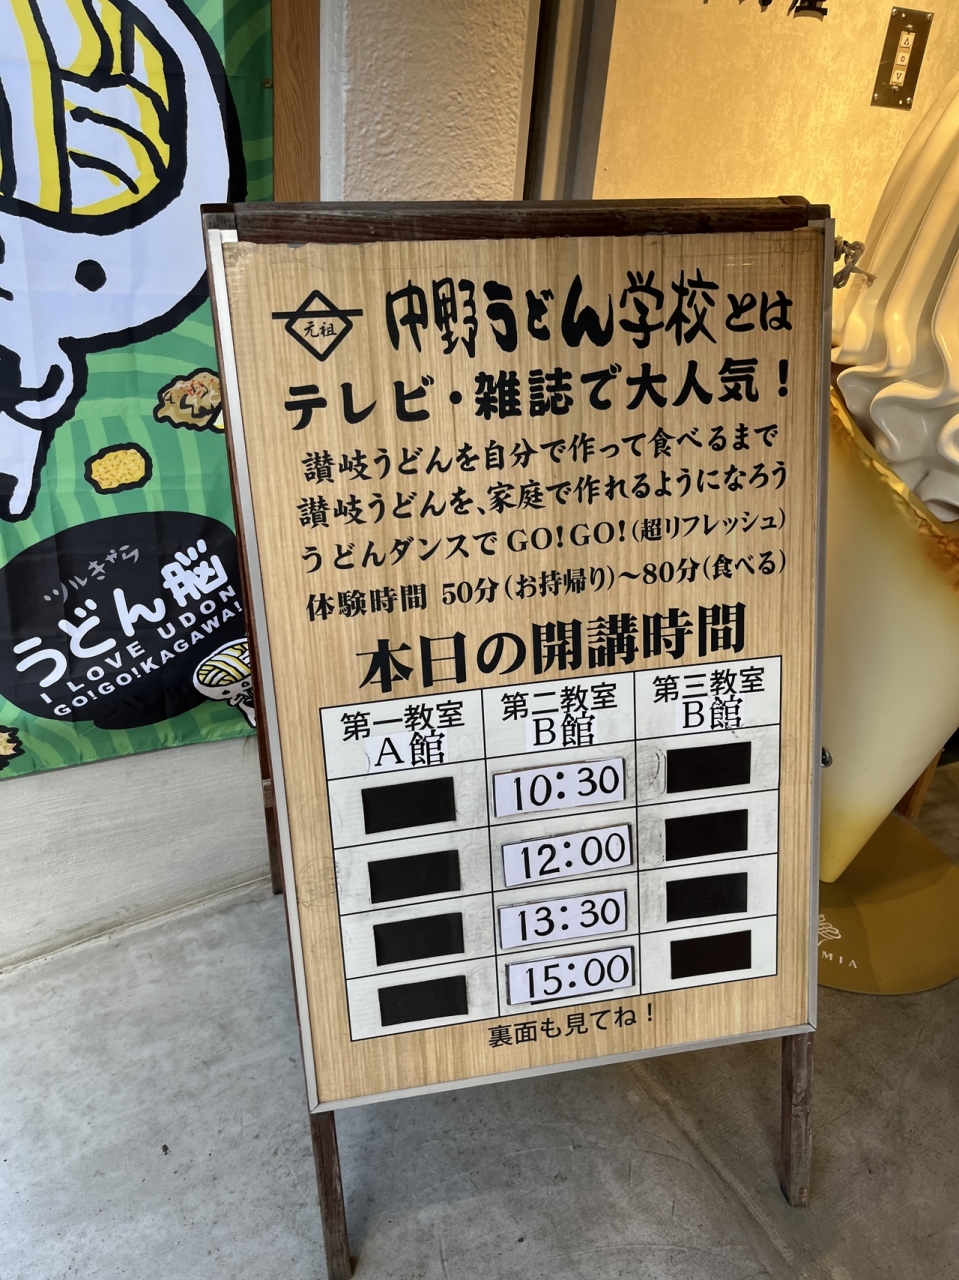 元祖
中野うどん学校とは
テレビ・雑誌で大人気！
讃岐うどんを自分で作って食べるまで
讃岐うどんを、家庭で作れるようになろう
うどんダンスでGO!GO!(超リフレッシュ)
体験時間 50分(お持帰り)〜80分(食べる)
本日の開講時間
第一教室 第二教室 第三教室
A館 B館 B館
10:30
12:00
13:30
15:00
裏面も見てね！
ツルきゃら
うどん脳
I LOVE UDON
GO!GO!KAGAWA!
MIA